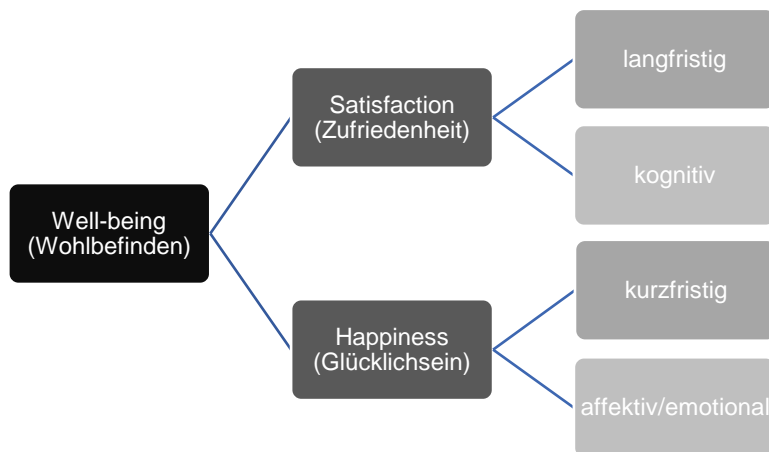 Well-being
(Wohlbefinden)
Satisfaction
(Zufriedenheit)
langfristig
kognitiv
Happiness
(Glücklichsein)
kurzfristig
affektiv/emotional